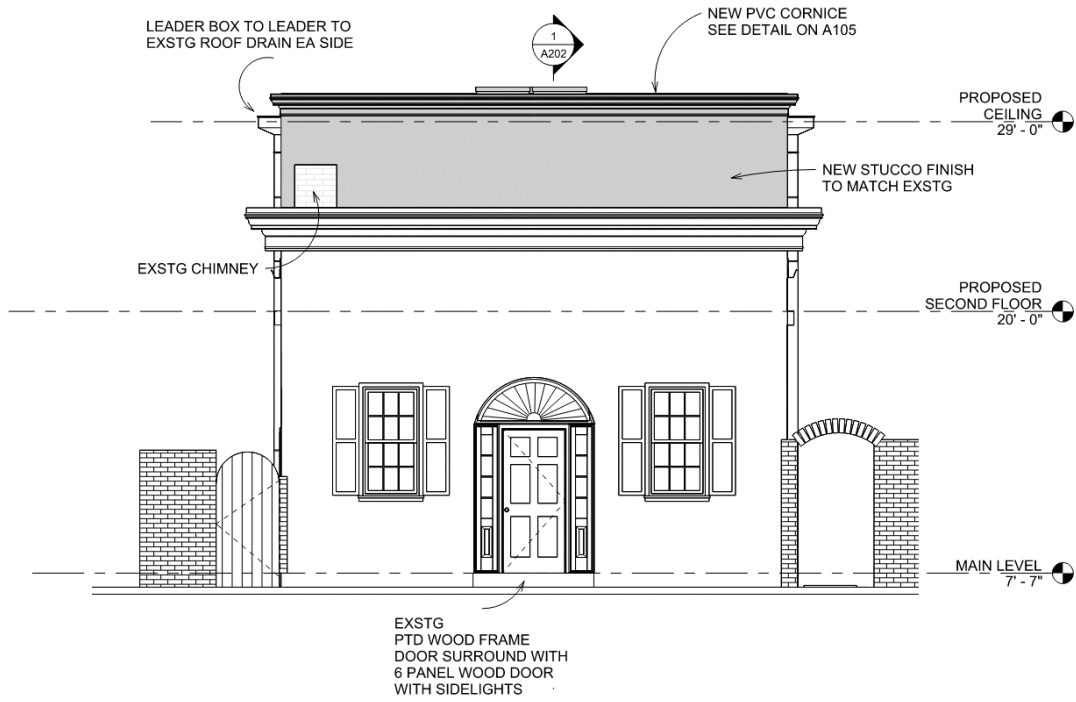 LEADER BOX TO LEADER TO
EXSTG ROOF DRAIN EA SIDE
1
A202
NEW PVC CORNICE
SEE DETAIL ON A105
PROPOSED
CEILING
29' - 0"
NEW STUCCO FINISH
TO MATCH EXSTG
EXSTG CHIMNEY
PROPOSED
SECOND FLOOR
20' - 0"
MAIN LEVEL
7' - 7"
EXSTG
PTD WOOD FRAME
DOOR SURROUND WITH
6 PANEL WOOD DOOR
WITH SIDELIGHTS